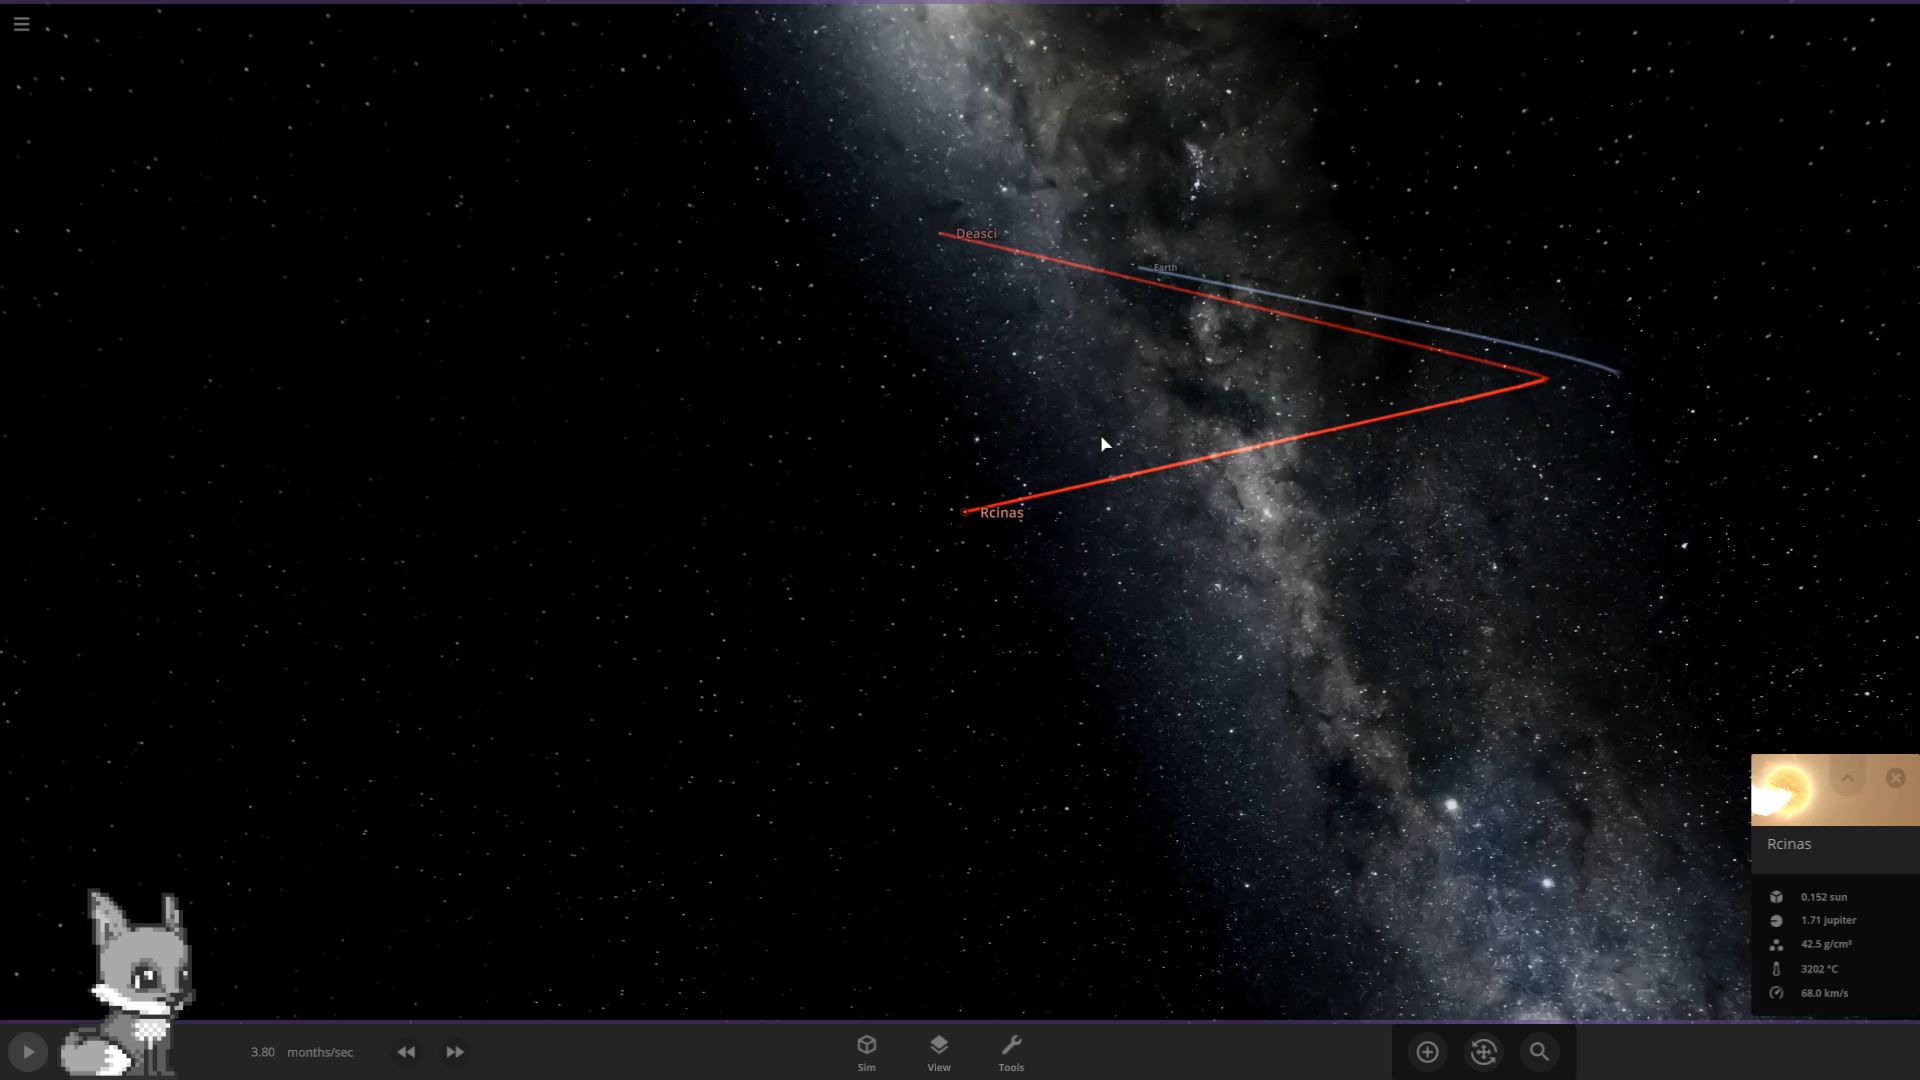 Deasci
Earth
Rcinas
Rcinas
0.152 sun
1.71 jupiter
42.5 g/cm³
3202 °C
68.0 km/s
3.80 months/sec
Sim
View
Tools